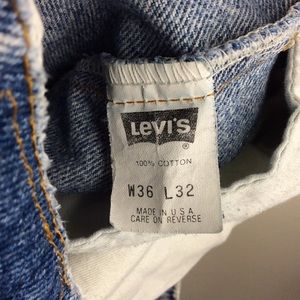 LEVI'S
®
100% COTTON
W36 L32
MADE IN U S A
CARE ON REVERSE